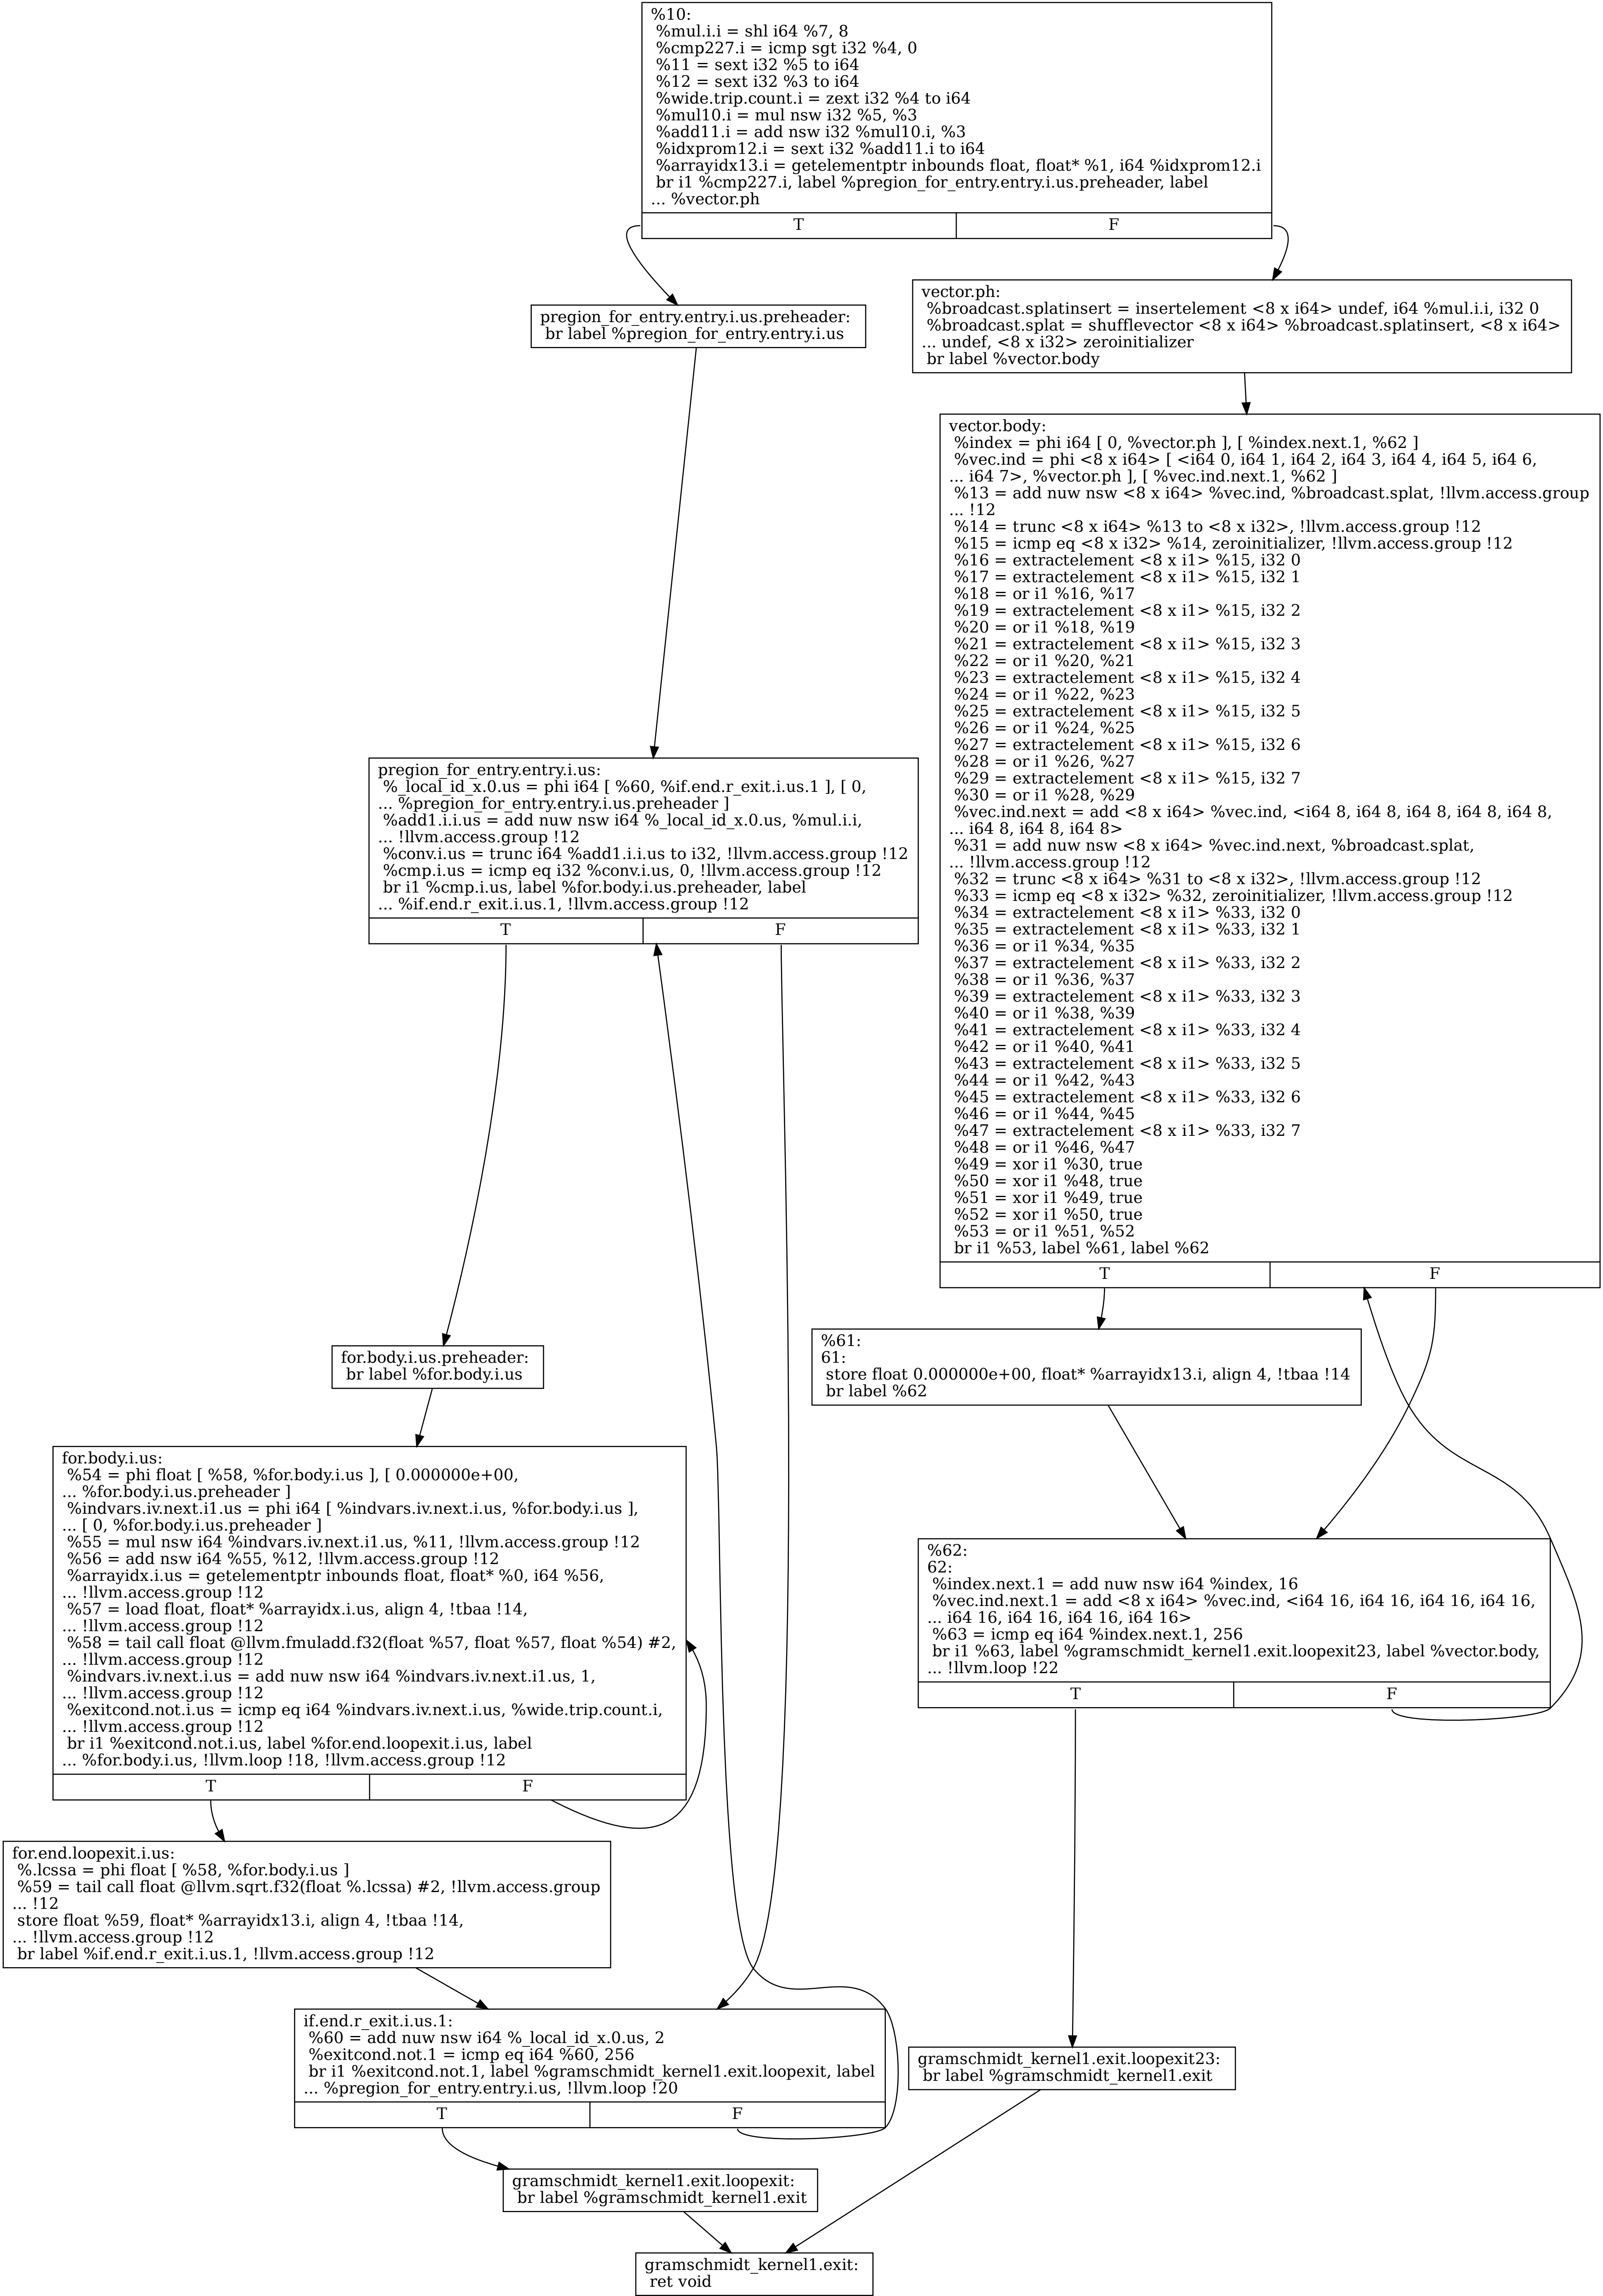 %10:
%mul.i.i = shl i64 %7, 8
%cmp227.i = icmp sgt i32 %4, 0
%11 = sext i32 %5 to i64
%12 = sext i32 %3 to i64
%wide.trip.count.i = zext i32 %4 to i64
%mul10.i = mul nsw i32 %5, %3
%add11.i = add nsw i32 %mul10.i, %3
%idxprom12.i = sext i32 %add11.i to i64
%arrayidx13.i = getelementptr inbounds float, float* %1, i64 %idxprom12.i
br i1 %cmp227.i, label %pregion_for_entry.entry.i.us.preheader, label
... %vector.ph
T F
pregion_for_entry.entry.i.us.preheader:
br label %pregion_for_entry.entry.i.us
vector.ph:
%broadcast.splatinsert = insertelement <8 x i64> undef, i64 %mul.i.i, i32 0
%broadcast.splat = shufflevector <8 x i64> %broadcast.splatinsert, <8 x i64>
... undef, <8 x i32> zeroinitializer
br label %vector.body
vector.body:
%index = phi i64 [ 0, %vector.ph ], [ %index.next.1, %62 ]
%vec.ind = phi <8 x i64> [ <i64 0, i64 1, i64 2, i64 3, i64 4, i64 5, i64 6,
... i64 7>, %vector.ph ], [ %vec.ind.next.1, %62 ]
%13 = add nuw nsw <8 x i64> %vec.ind, %broadcast.splat, !llvm.access.group
... !12
%14 = trunc <8 x i64> %13 to <8 x i32>, !llvm.access.group !12
%15 = icmp eq <8 x i32> %14, zeroinitializer, !llvm.access.group !12
%16 = extractelement <8 x i1> %15, i32 0
%17 = extractelement <8 x i1> %15, i32 1
%18 = or i1 %16, %17
%19 = extractelement <8 x i1> %15, i32 2
%20 = or i1 %18, %19
%21 = extractelement <8 x i1> %15, i32 3
%22 = or i1 %20, %21
%23 = extractelement <8 x i1> %15, i32 4
%24 = or i1 %22, %23
%25 = extractelement <8 x i1> %15, i32 5
%26 = or i1 %24, %25
%27 = extractelement <8 x i1> %15, i32 6
%28 = or i1 %26, %27
%29 = extractelement <8 x i1> %15, i32 7
%30 = or i1 %28, %29
%vec.ind.next = add <8 x i64> %vec.ind, <i64 8, i64 8, i64 8, i64 8, i64 8,
... i64 8, i64 8, i64 8>
%31 = add nuw nsw <8 x i64> %vec.ind.next, %broadcast.splat,
... !llvm.access.group !12
%32 = trunc <8 x i64> %31 to <8 x i32>, !llvm.access.group !12
%33 = icmp eq <8 x i32> %32, zeroinitializer, !llvm.access.group !12
%34 = extractelement <8 x i1> %33, i32 0
%35 = extractelement <8 x i1> %33, i32 1
%36 = or i1 %34, %35
%37 = extractelement <8 x i1> %33, i32 2
%38 = or i1 %36, %37
%39 = extractelement <8 x i1> %33, i32 3
%40 = or i1 %38, %39
%41 = extractelement <8 x i1> %33, i32 4
%42 = or i1 %40, %41
%43 = extractelement <8 x i1> %33, i32 5
%44 = or i1 %42, %43
%45 = extractelement <8 x i1> %33, i32 6
%46 = or i1 %44, %45
%47 = extractelement <8 x i1> %33, i32 7
%48 = or i1 %46, %47
%49 = xor i1 %30, true
%50 = xor i1 %48, true
%51 = xor i1 %49, true
%52 = xor i1 %50, true
%53 = or i1 %51, %52
br i1 %53, label %61, label %62
T F
pregion_for_entry.entry.i.us:
%_local_id_x.0.us = phi i64 [ %60, %if.end.r_exit.i.us.1 ], [ 0,
... %pregion_for_entry.entry.i.us.preheader ]
%add1.i.i.us = add nuw nsw i64 %_local_id_x.0.us, %mul.i.i,
... !llvm.access.group !12
%conv.i.us = trunc i64 %add1.i.i.us to i32, !llvm.access.group !12
%cmp.i.us = icmp eq i32 %conv.i.us, 0, !llvm.access.group !12
br i1 %cmp.i.us, label %for.body.i.us.preheader, label
... %if.end.r_exit.i.us.1, !llvm.access.group !12
T F
%61:
61:
store float 0.000000e+00, float* %arrayidx13.i, align 4, !tbaa !14
br label %62
for.body.i.us.preheader:
br label %for.body.i.us
for.body.i.us:
%54 = phi float [ %58, %for.body.i.us ], [ 0.000000e+00,
... %for.body.i.us.preheader ]
%indvars.iv.next.i1.us = phi i64 [ %indvars.iv.next.i.us, %for.body.i.us ],
... [ 0, %for.body.i.us.preheader ]
%55 = mul nsw i64 %indvars.iv.next.i1.us, %11, !llvm.access.group !12
%56 = add nsw i64 %55, %12, !llvm.access.group !12
%arrayidx.i.us = getelementptr inbounds float, float* %0, i64 %56,
... !llvm.access.group !12
%57 = load float, float* %arrayidx.i.us, align 4, !tbaa !14,
... !llvm.access.group !12
%58 = tail call float @llvm.fmuladd.f32(float %57, float %57, float %54) #2,
... !llvm.access.group !12
%indvars.iv.next.i.us = add nuw nsw i64 %indvars.iv.next.i1.us, 1,
... !llvm.access.group !12
%exitcond.not.i.us = icmp eq i64 %indvars.iv.next.i.us, %wide.trip.count.i,
... !llvm.access.group !12
br i1 %exitcond.not.i.us, label %for.end.loopexit.i.us, label
... %for.body.i.us, !llvm.loop !18, !llvm.access.group !12
T F
%62:
62:
%index.next.1 = add nuw nsw i64 %index, 16
%vec.ind.next.1 = add <8 x i64> %vec.ind, <i64 16, i64 16, i64 16, i64 16,
... i64 16, i64 16, i64 16, i64 16>
%63 = icmp eq i64 %index.next.1, 256
br i1 %63, label %gramschmidt_kernel1.exit.loopexit23, label %vector.body,
... !llvm.loop !22
T F
for.end.loopexit.i.us:
%.lcssa = phi float [ %58, %for.body.i.us ]
%59 = tail call float @llvm.sqrt.f32(float %.lcssa) #2, !llvm.access.group
... !12
store float %59, float* %arrayidx13.i, align 4, !tbaa !14,
... !llvm.access.group !12
br label %if.end.r_exit.i.us.1, !llvm.access.group !12
if.end.r_exit.i.us.1:
%60 = add nuw nsw i64 %_local_id_x.0.us, 2
%exitcond.not.1 = icmp eq i64 %60, 256
br i1 %exitcond.not.1, label %gramschmidt_kernel1.exit.loopexit, label
... %pregion_for_entry.entry.i.us, !llvm.loop !20
T F
gramschmidt_kernel1.exit.loopexit23:
br label %gramschmidt_kernel1.exit
gramschmidt_kernel1.exit.loopexit:
br label %gramschmidt_kernel1.exit
gramschmidt_kernel1.exit:
ret void